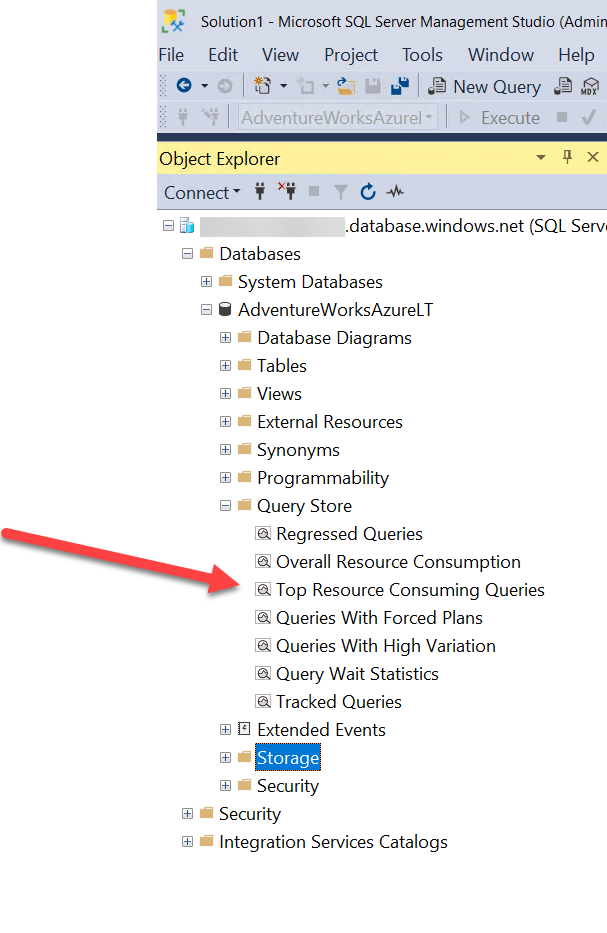 Solution1 - Microsoft SQL Server Management Studio (Admin
File Edit View Project Tools Window Help
New Query MDX
AdventureWorksAzureL Execute
Object Explorer
Connect
.database.windows.net (SQL Serve
Databases
System Databases
AdventureWorksAzureLT
Database Diagrams
Tables
Views
External Resources
Synonyms
Programmability
Query Store
Regressed Queries
Overall Resource Consumption
Top Resource Consuming Queries
Queries With Forced Plans
Queries With High Variation
Query Wait Statistics
Tracked Queries
Extended Events
Storage
Security
Security
Integration Services Catalogs